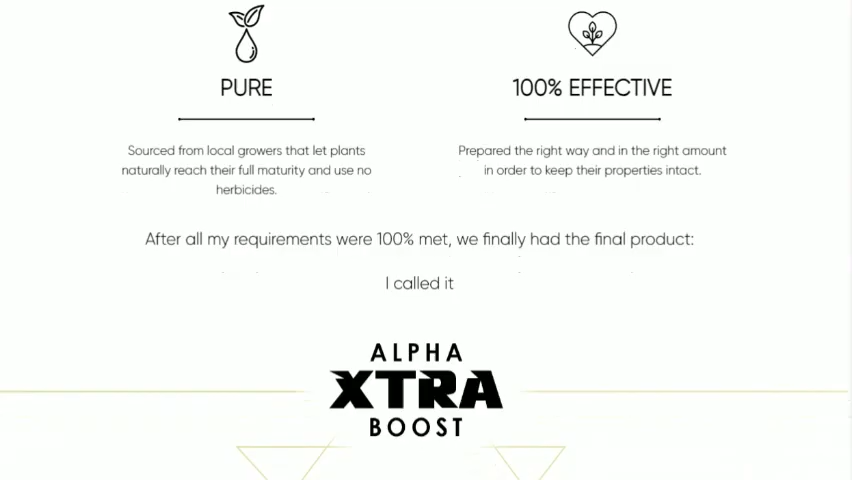 PURE
100% EFFECTIVE
Sourced from local growers that let plants
naturally reach their full maturity and use no
herbicides.
Prepared the right way and in the right amount
in order to keep their properties intact.
After all my requirements were 100% met, we finally had the final product:
I called it
ALPHA
XTRA
BOOST